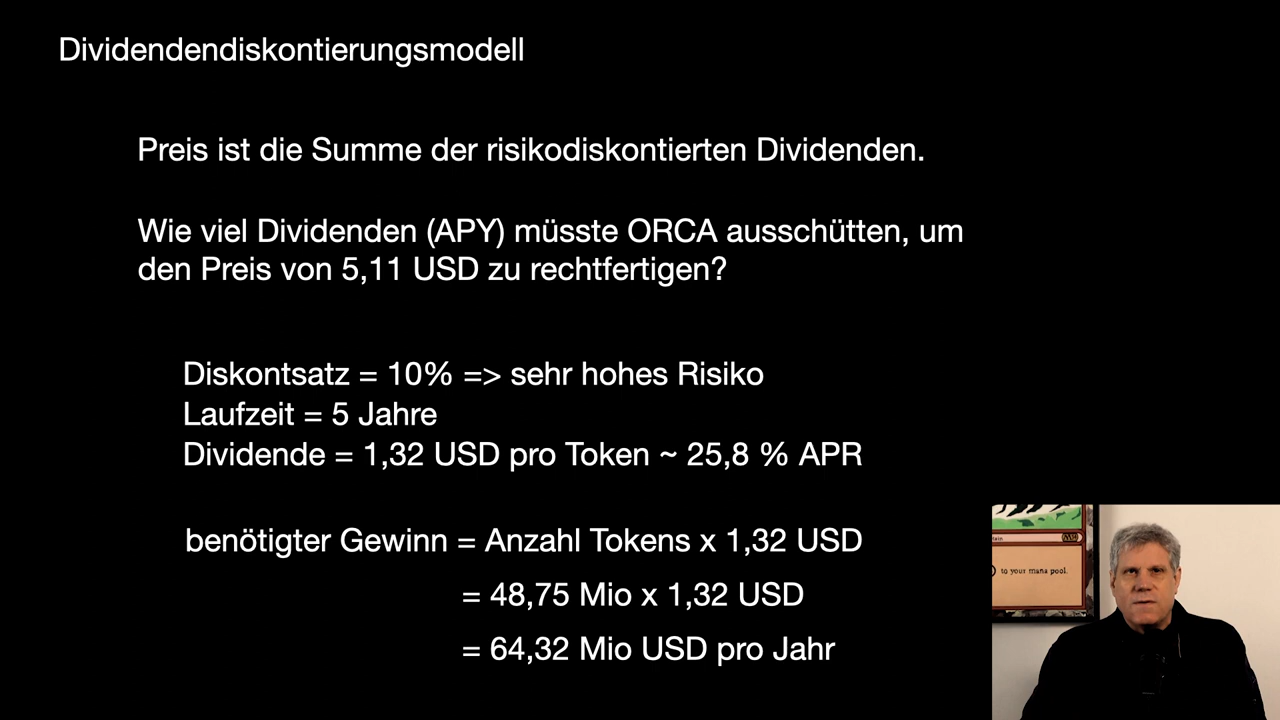 Dividendendiskontierungsmodell
Preis ist die Summe der risikodiskontierten Dividenden.
Wie viel Dividenden (APY) müsste ORCA ausschütten, um
den Preis von 5,11 USD zu rechtfertigen?
Diskontsatz = 10% => sehr hohes Risiko
Laufzeit = 5 Jahre
Dividende = 1,32 USD pro Token ~ 25,8 % APR
benötigter Gewinn = Anzahl Tokens x 1,32 USD
= 48,75 Mio x 1,32 USD
= 64,32 Mio USD pro Jahr
to your mana pool.